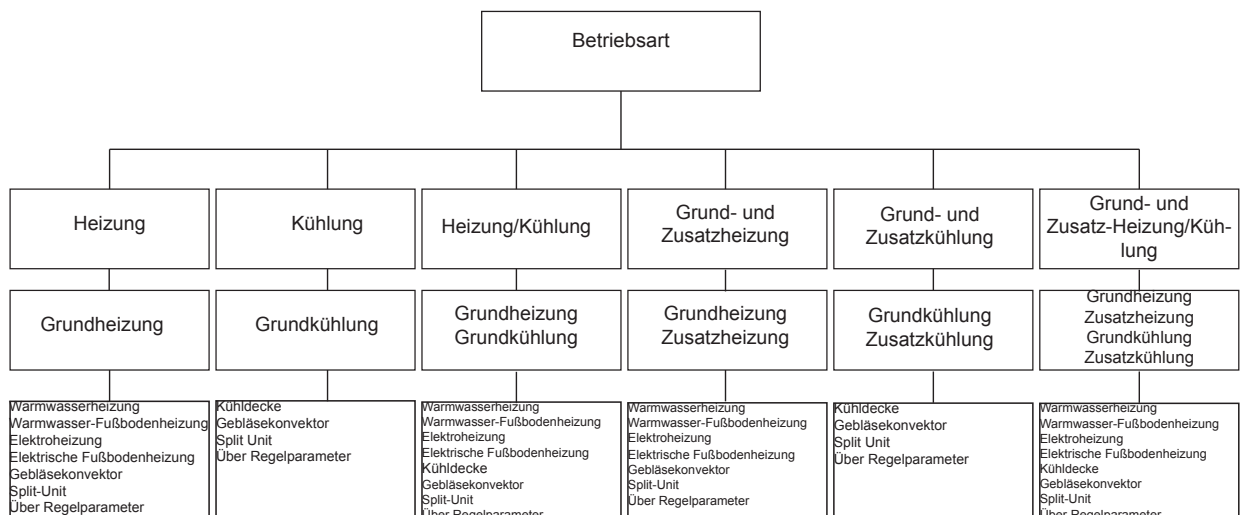 Betriebsart
Heizung
Kühlung
Heizung/Kühlung
Grund- und
Zusatzheizung
Grund- und
Zusatzkühlung
Grund- und
Zusatz-Heizung/Küh-
lung
Grundheizung
Grundkühlung
Grundheizung
Grundkühlung
Grundheizung
Zusatzheizung
Grundkühlung
Zusatzkühlung
Grundheizung
Zusatzheizung
Grundkühlung
Zusatzkühlung
Warmwasserheizung
Warmwasser-Fußbodenheizung
Elektroheizung
Elektrische Fußbodenheizung
Gebläsekonvektor
Split-Unit
Über Regelparameter
Kühldecke
Gebläsekonvektor
Split Unit
Über Regelparameter
Warmwasserheizung
Warmwasser-Fußbodenheizung
Elektroheizung
Elektrische Fußbodenheizung
Kühldecke
Gebläsekonvektor
Split-Unit
Über Regelparameter
Warmwasserheizung
Warmwasser-Fußbodenheizung
Elektroheizung
Elektrische Fußbodenheizung
Gebläsekonvektor
Split-Unit
Über Regelparameter
Kühldecke
Gebläsekonvektor
Split Unit
Über Regelparameter
Warmwasserheizung
Warmwasser-Fußbodenheizung
Elektroheizung
Elektrische Fußbodenheizung
Kühldecke
Gebläsekonvektor
Split-Unit
Über Regelparameter